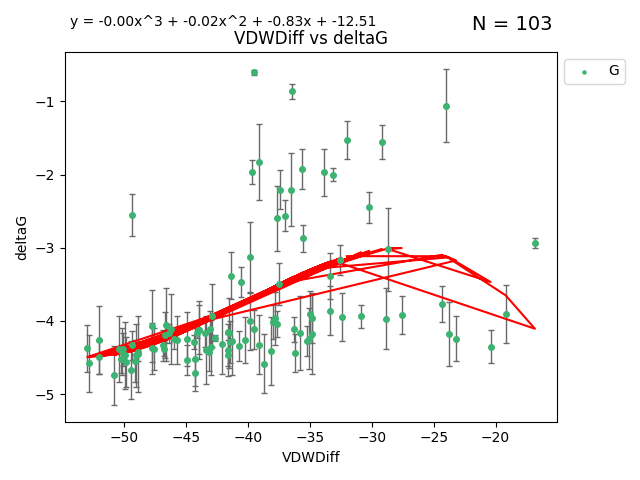 y = -0.00x^3 + -0.02x^2 + -0.83x + -12.51
N = 103
VDWDiff vs deltaG
G
deltaG
−1
−2
−3
−4
−5
−50 −45 −40 −35 −30 −25 −20
VDWDiff